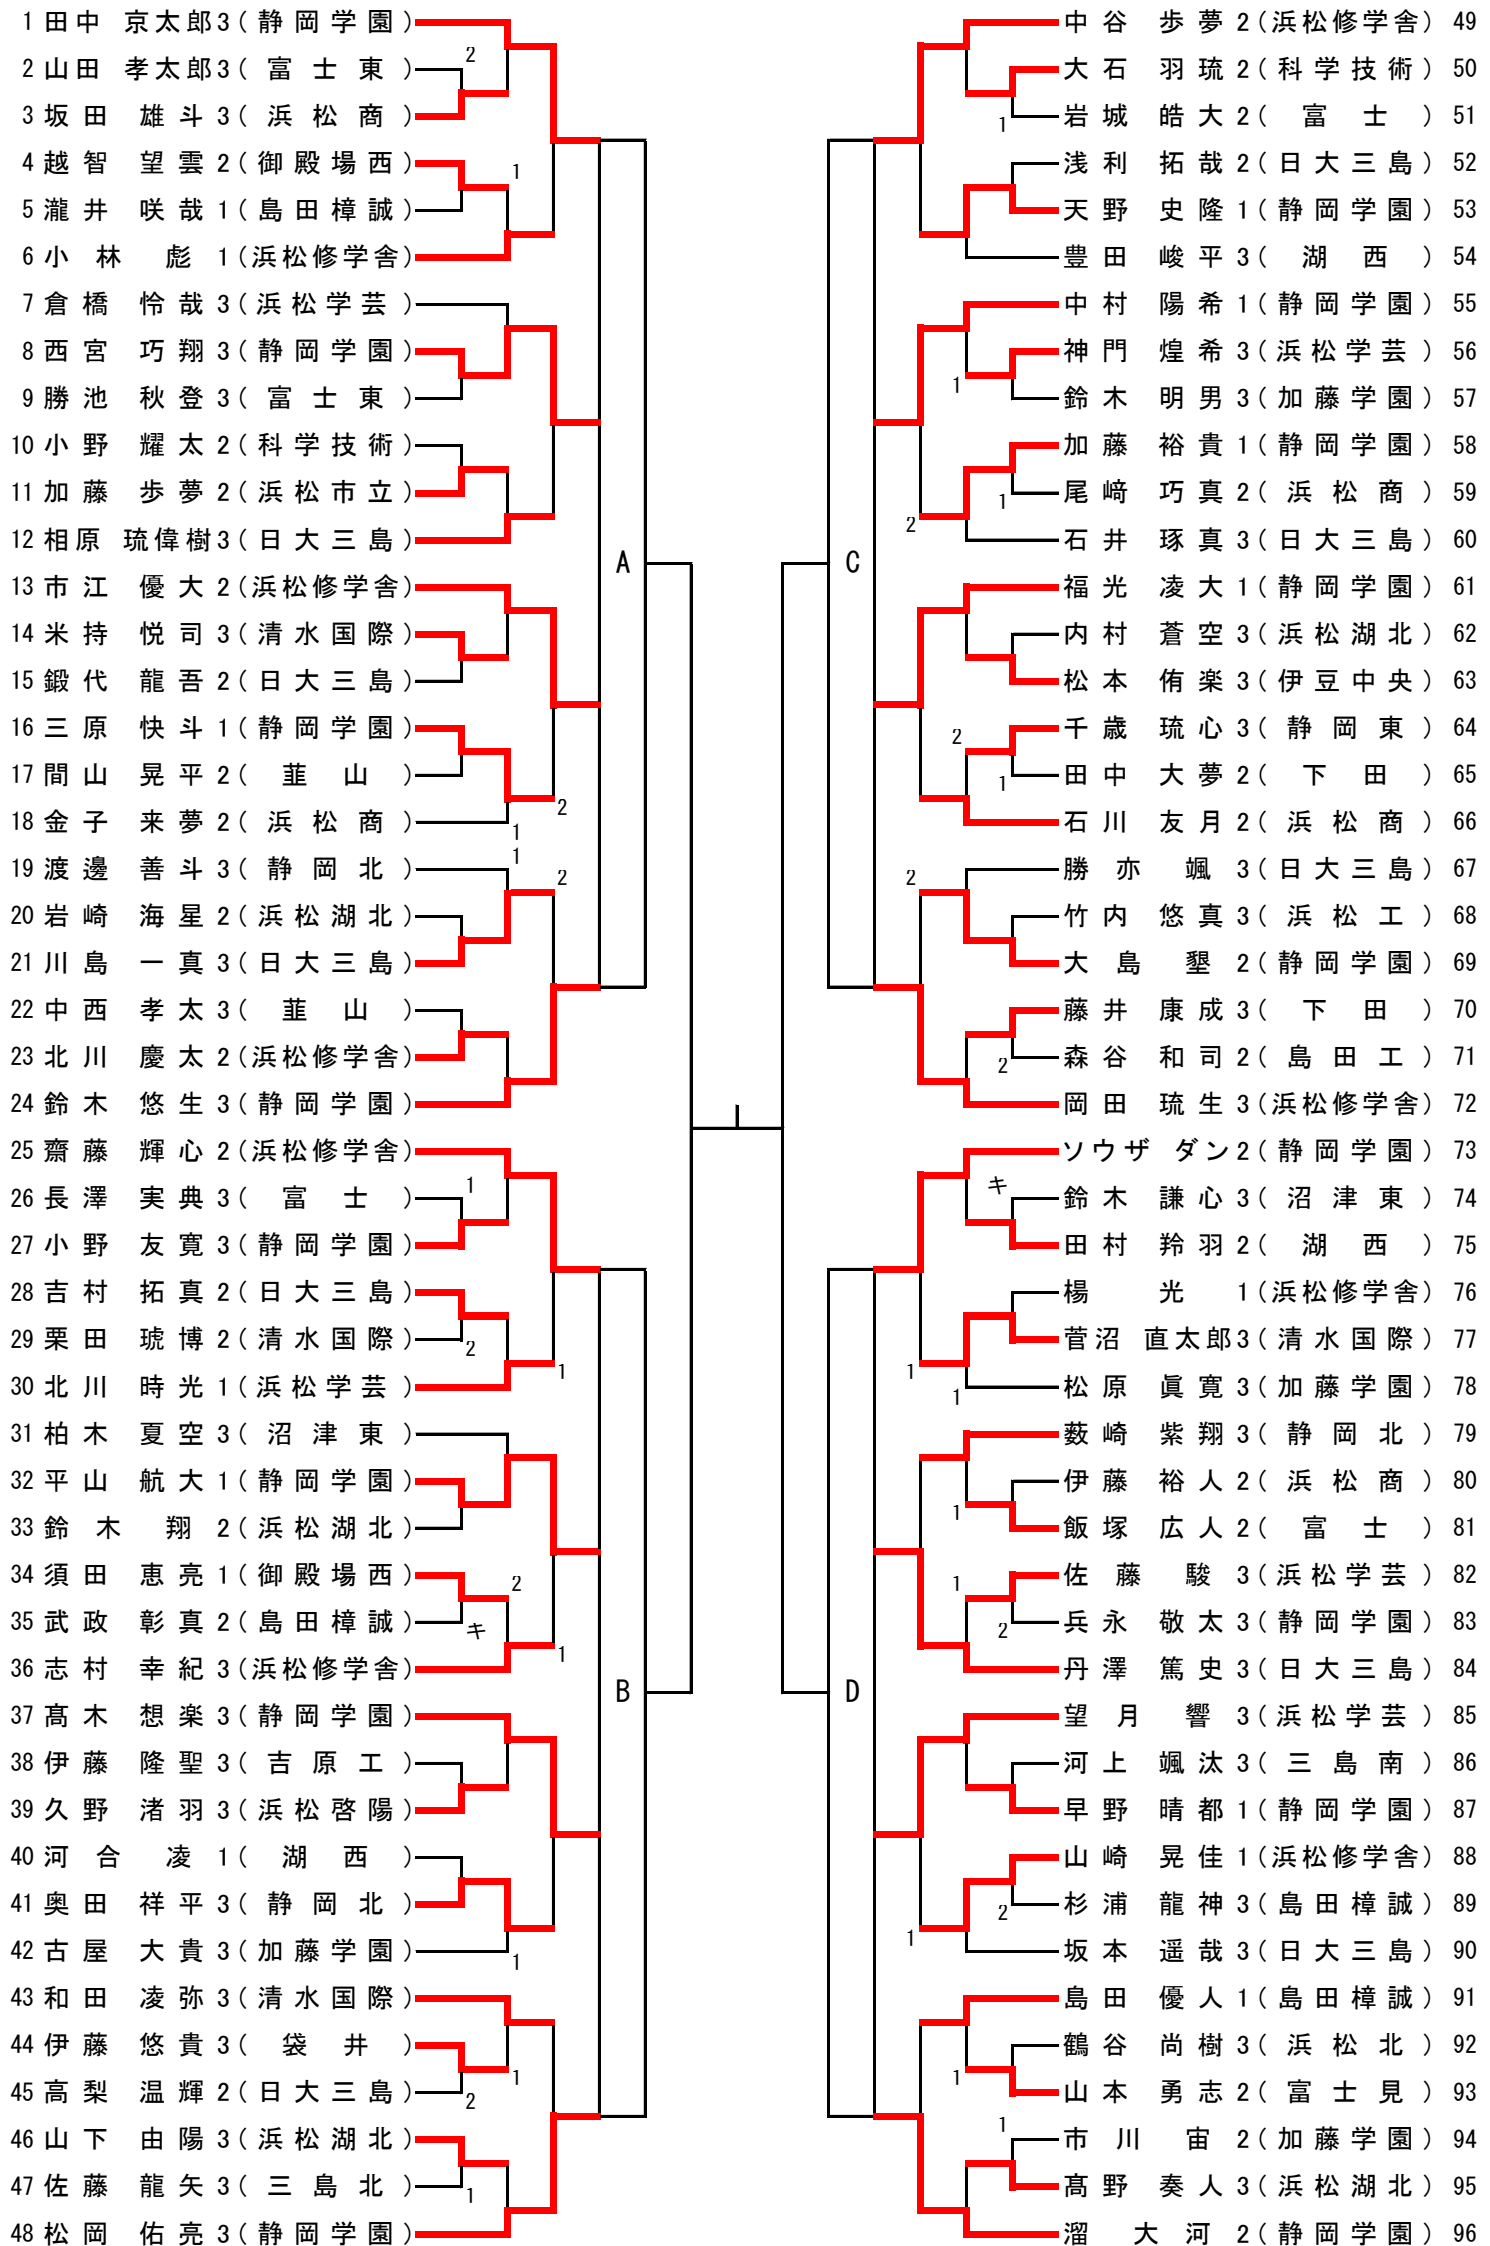 1 田中 京太郎 3 ( 静岡学園 )
2 山田 孝太郎 3 ( 富士東 )
2
3 坂田 雄斗 3 ( 浜松商 )
4 越智 望雲 2 ( 御殿場西 )
1
5 瀧井 咲哉 1 ( 島田樟誠 )
6 小林 彪 1 ( 浜松修学舎 )
7 倉橋 怜哉 3 ( 浜松学芸 )
8 西宮 巧翔 3 ( 静岡学園 )
9 勝池 秋登 3 ( 富士東 )
10 小野 耀太 2 ( 科学技術 )
11 加藤 歩夢 2 ( 浜松市立 )
12 相原 琉偉樹 3 ( 日大三島 )
A
13 市江 優大 2 ( 浜松修学舎 )
14 米持 悦司 3 ( 清水国際 )
15 鍛代 龍吾 2 ( 日大三島 )
16 三原 快斗 1 ( 静岡学園 )
17 間山 晃平 2 ( 韮山 )
2
18 金子 来夢 2 ( 浜松商 )
1
1
19 渡邊 善斗 3 ( 静岡北 )
2
20 岩崎 海星 2 ( 浜松湖北 )
21 川島 一真 3 ( 日大三島 )
22 中西 孝太 3 ( 韮山 )
23 北川 慶太 2 ( 浜松修学舎 )
24 鈴木 悠生 3 ( 静岡学園 )
25 齋藤 輝心 2 ( 浜松修学舎 )
1
26 長澤 実典 3 ( 富士 )
27 小野 友寛 3 ( 静岡学園 )
28 吉村 拓真 2 ( 日大三島 )
29 栗田 琥博 2 ( 清水国際 )
2
1
30 北川 時光 1 ( 浜松学芸 )
31 柏木 夏空 3 ( 沼津東 )
32 平山 航大 1 ( 静岡学園 )
33 鈴木 翔 2 ( 浜松湖北 )
34 須田 恵亮 1 ( 御殿場西 )
2
35 武政 彰真 2 ( 島田樟誠 )
キ
1
36 志村 幸紀 3 ( 浜松修学舎 )
B
37 髙木 想楽 3 ( 静岡学園 )
38 伊藤 隆聖 3 ( 吉原工 )
39 久野 渚羽 3 ( 浜松啓陽 )
40 河合 凌 1 ( 湖西 )
41 奥田 祥平 3 ( 静岡北 )
42 古屋 大貴 3 ( 加藤学園 )
1
43 和田 凌弥 3 ( 清水国際 )
44 伊藤 悠貴 3 ( 袋井 )
1
45 高梨 温輝 2 ( 日大三島 )
2
46 山下 由陽 3 ( 浜松湖北 )
47 佐藤 龍矢 3 ( 三島北 )
1
48 松岡 佑亮 3 ( 静岡学園 )
中谷 歩夢 2 ( 浜松修学舎 ) 49
大石 羽琉 2 ( 科学技術 ) 50
岩城 皓大 2 ( 富士 ) 51
1
浅利 拓哉 2 ( 日大三島 ) 52
天野 史隆 1 ( 静岡学園 ) 53
豊田 峻平 3 ( 湖西 ) 54
中村 陽希 1 ( 静岡学園 ) 55
神門 煌希 3 ( 浜松学芸 ) 56
1
鈴木 明男 3 ( 加藤学園 ) 57
加藤 裕貴 1 ( 静岡学園 ) 58
尾﨑 巧真 2 ( 浜松商 ) 59
1
2
石井 琢真 3 ( 日大三島 ) 60
C
福光 凌大 1 ( 静岡学園 ) 61
内村 蒼空 3 ( 浜松湖北 ) 62
松本 侑楽 3 ( 伊豆中央 ) 63
千歳 琉心 3 ( 静岡東 ) 64
2
田中 大夢 2 ( 下田 ) 65
1
石川 友月 2 ( 浜松商 ) 66
勝亦 颯 3 ( 日大三島 ) 67
2
竹内 悠真 3 ( 浜松工 ) 68
大島 墾 2 ( 静岡学園 ) 69
藤井 康成 3 ( 下田 ) 70
森谷 和司 2 ( 島田工 ) 71
2
岡田 琉生 3 ( 浜松修学舎 ) 72
ソウザ ダン 2 ( 静岡学園 ) 73
キ
鈴木 謙心 3 ( 沼津東 ) 74
田村 羚羽 2 ( 湖西 ) 75
楊 光 1 ( 浜松修学舎 ) 76
菅沼 直太郎 3 ( 清水国際 ) 77
1
松原 眞寛 3 ( 加藤学園 ) 78
1
薮崎 紫翔 3 ( 静岡北 ) 79
伊藤 裕人 2 ( 浜松商 ) 80
1
飯塚 広人 2 ( 富士 ) 81
佐藤 駿 3 ( 浜松学芸 ) 82
1
兵永 敬太 3 ( 静岡学園 ) 83
2
丹澤 篤史 3 ( 日大三島 ) 84
D
望月 響 3 ( 浜松学芸 ) 85
河上 颯汰 3 ( 三島南 ) 86
早野 晴都 1 ( 静岡学園 ) 87
山崎 晃佳 1 ( 浜松修学舎 ) 88
杉浦 龍神 3 ( 島田樟誠 ) 89
2
1
坂本 遥哉 3 ( 日大三島 ) 90
島田 優人 1 ( 島田樟誠 ) 91
鶴谷 尚樹 3 ( 浜松北 ) 92
1
山本 勇志 2 ( 富士見 ) 93
1
市川 宙 2 ( 加藤学園 ) 94
髙野 奏人 3 ( 浜松湖北 ) 95
溜 大河 2 ( 静岡学園 ) 96